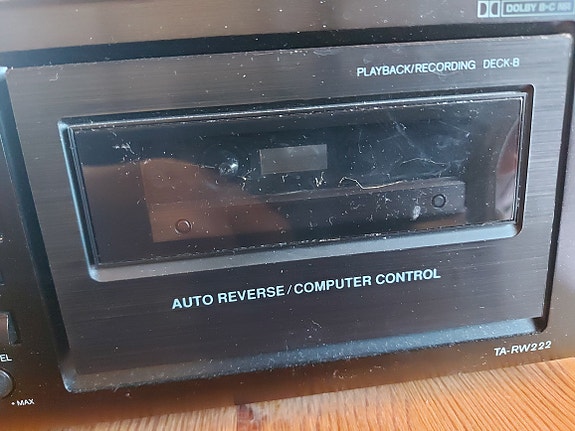 DOLBY B-C NR
PLAYBACK/RECORDING DECK-B
AUTO REVERSE/COMPUTER CONTROL
TA-RW222
• MAX